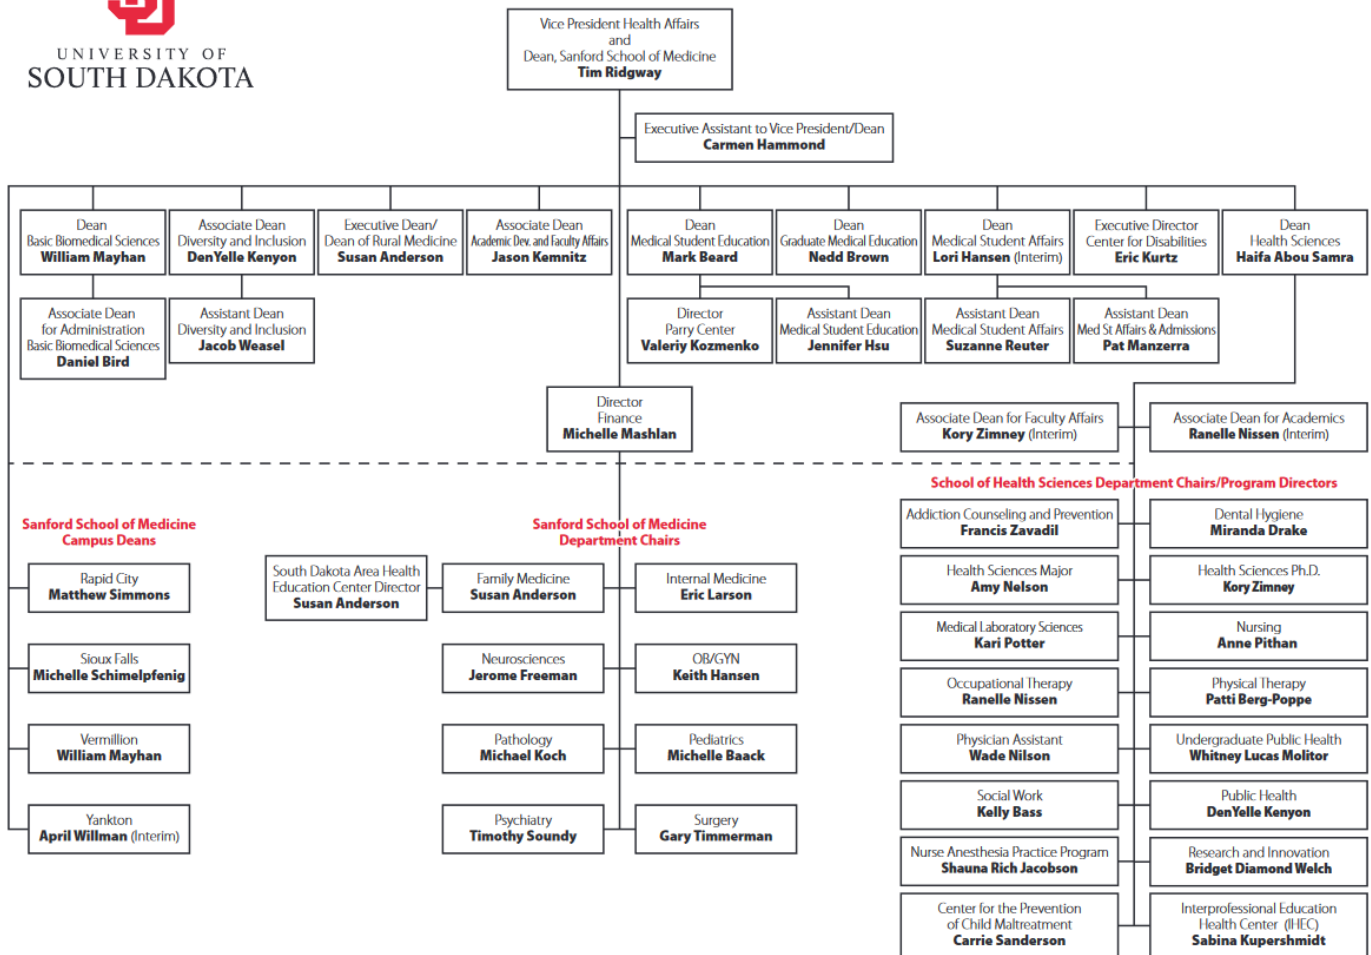 UNIVERSITY OF
SOUTH DAKOTA
Vice President Health Affairs
and
Dean, Sanford School of Medicine
Tim Ridgway
Executive Assistant to Vice President/Dean
Carmen Hammond
Dean
Basic Biomedical Sciences
William Mayhan
Associate Dean
Diversity and Inclusion
DenYelle Kenyon
Executive Dean/
Dean of Rural Medicine
Susan Anderson
Associate Dean
Academic Dev. and Faculty Affairs
Jason Kemnitz
Dean
Medical Student Education
Mark Beard
Dean
Graduate Medical Education
Nedd Brown
Dean
Medical Student Affairs
Lori Hansen (Interim)
Executive Director
Center for Disabilities
Eric Kurtz
Dean
Health Sciences
Haifa Abou Samra
Associate Dean
for Administration
Basic Biomedical Sciences
Daniel Bird
Assistant Dean
Diversity and Inclusion
Jacob Weasel
Director
Parry Center
Valeriy Kozmenko
Assistant Dean
Medical Student Education
Jennifer Hsu
Assistant Dean
Medical Student Affairs
Suzanne Reuter
Assistant Dean
Med St Affairs & Admissions
Pat Manzerra
Director
Finance
Michelle Mashlan
Associate Dean for Faculty Affairs
Kory Zimney (Interim)
Associate Dean for Academics
Ranelle Nissen (Interim)
Sanford School of Medicine
Campus Deans
Rapid City
Matthew Simmons
Sioux Falls
Michelle Schimelpfenig
Vermillion
William Mayhan
Yankton
April Willman (Interim)
Sanford School of Medicine
Department Chairs
South Dakota Area Health
Education Center Director
Susan Anderson
Family Medicine
Susan Anderson
Internal Medicine
Eric Larson
Neurosciences
Jerome Freeman
OB/GYN
Keith Hansen
Pathology
Michael Koch
Pediatrics
Michelle Baack
Psychiatry
Timothy Soundy
Surgery
Gary Timmerman
School of Health Sciences Department Chairs/Program Directors
Addiction Counseling and Prevention
Francis Zavadil
Dental Hygiene
Miranda Drake
Health Sciences Major
Amy Nelson
Health Sciences Ph.D.
Kory Zimney
Medical Laboratory Sciences
Kari Potter
Nursing
Anne Pithan
Occupational Therapy
Ranelle Nissen
Physical Therapy
Patti Berg-Poppe
Physician Assistant
Wade Nilson
Undergraduate Public Health
Whitney Lucas Molitor
Social Work
Kelly Bass
Public Health
DenYelle Kenyon
Nurse Anesthesia Practice Program
Shauna Rich Jacobson
Research and Innovation
Bridget Diamond Welch
Center for the Prevention
of Child Maltreatment
Carrie Sanderson
Interprofessional Education
Health Center (IHEC)
Sabina Kupershmidt